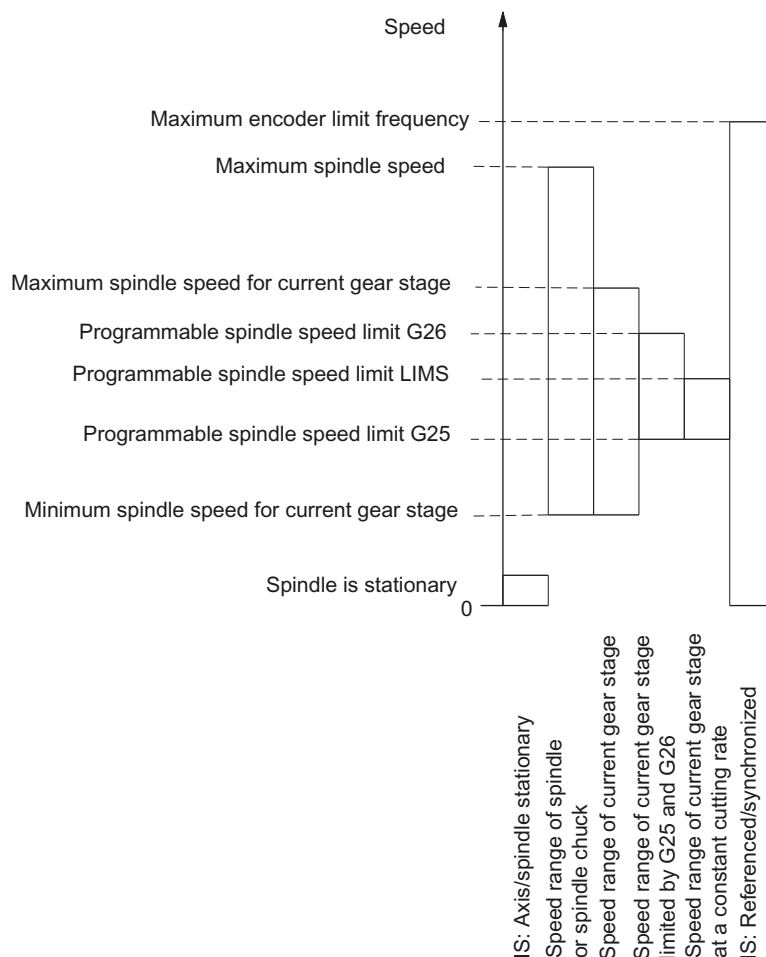 Speed
Maximum encoder limit frequency
Maximum spindle speed
Maximum spindle speed for current gear stage
Programmable spindle speed limit G26
Programmable spindle speed limit LIMS
Programmable spindle speed limit G25
Minimum spindle speed for current gear stage
Spindle is stationary
0
IS: Axis/spindle stationary
Speed range of spindle
or spindle chuck
Speed range of current gear stage
Speed range of current gear stage
limited by G25 and G26
Speed range of current gear stage
at a constant cutting rate
IS: Referenced/synchronized